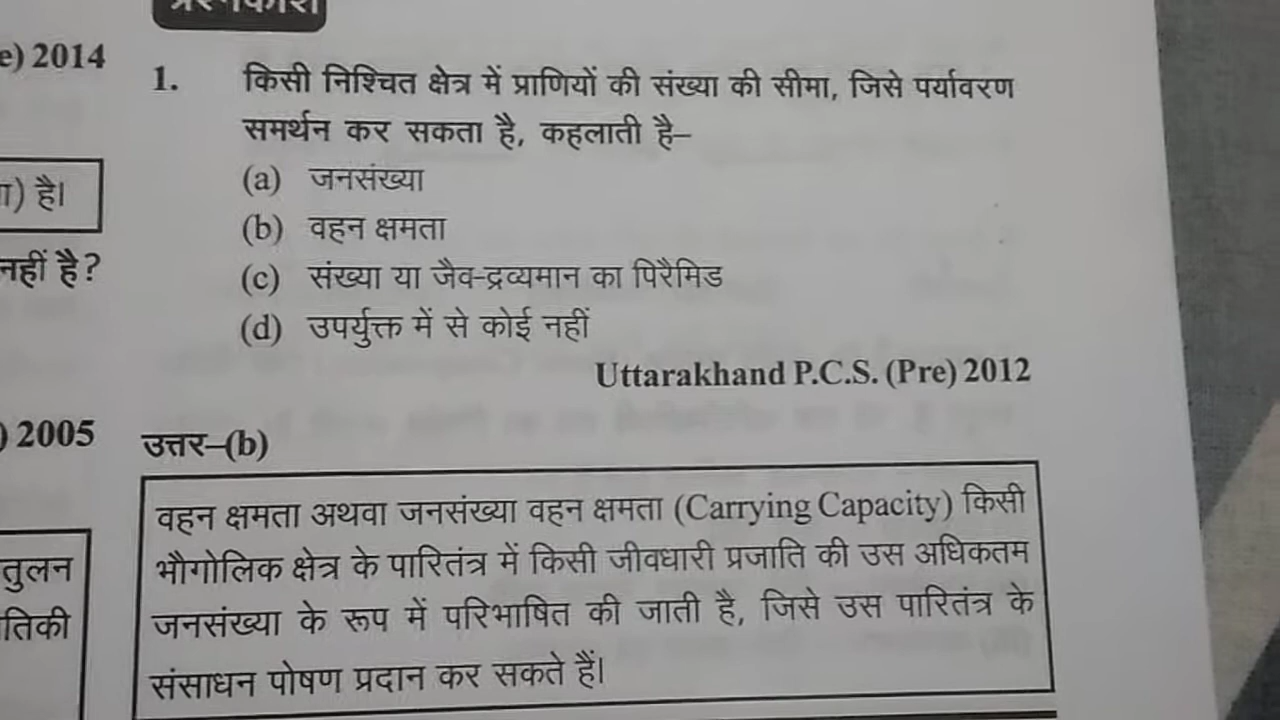 प्रश्नकोश
e) 2014
1. किसी निश्चित क्षेत्र में प्राणियों की संख्या की सीमा, जिसे पर्यावरण
समर्थन कर सकता है, कहलाती है–
(a) जनसंख्या
(b) वहन क्षमता
(c) संख्या या जैव-द्रव्यमान का पिरैमिड
(d) उपर्युक्त में से कोई नहीं
Uttarakhand P.C.S. (Pre) 2012
) है।
नहीं है?
) 2005
उत्तर–(b)
वहन क्षमता अथवा जनसंख्या वहन क्षमता (Carrying Capacity) किसी
भौगोलिक क्षेत्र के पारितंत्र में किसी जीवधारी प्रजाति की उस अधिकतम
जनसंख्या के रूप में परिभाषित की जाती है, जिसे उस पारितंत्र के
संसाधन पोषण प्रदान कर सकते हैं।
तुलन
तिकी